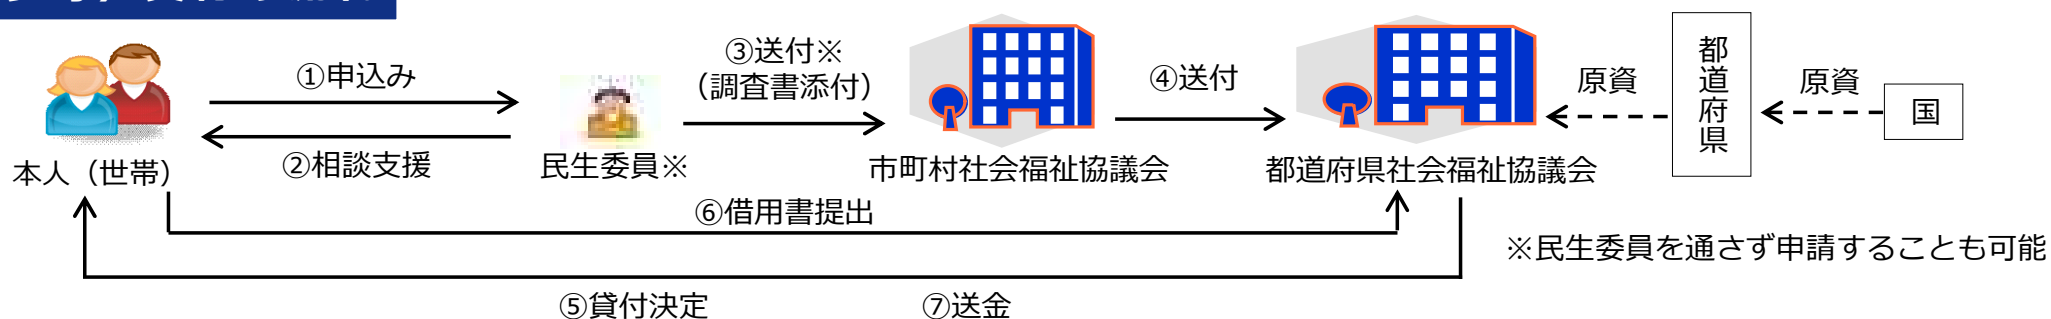 ①申込み
②相談支援
本人（世帯）
民生委員※
③送付※
（調査書添付）
市町村社会福祉協議会
④送付
都道府県社会福祉協議会
原資
都道府県
原資
国
⑥借用書提出
⑤貸付決定
⑦送金
※民生委員を通さず申請することも可能